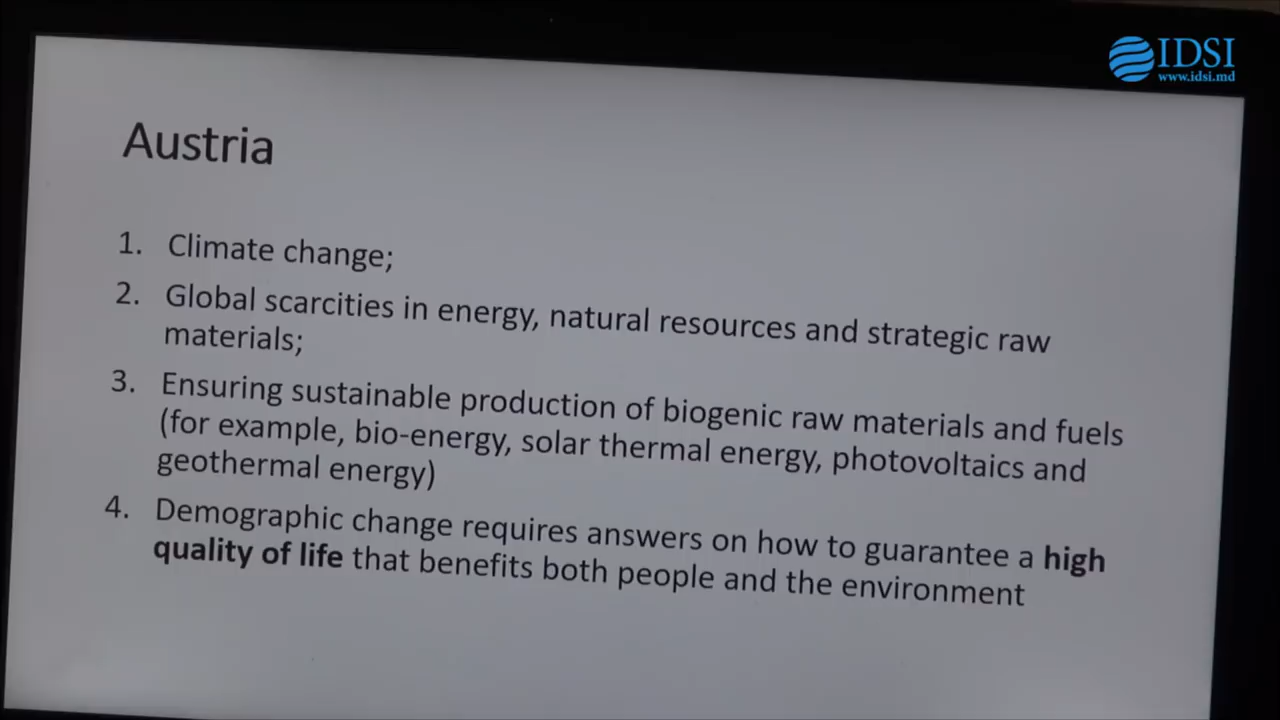 IDSI
www.idsi.md
Austria
1. Climate change;
2. Global scarcities in energy, natural resources and strategic raw
materials;
3. Ensuring sustainable production of biogenic raw materials and fuels
(for example, bio-energy, solar thermal energy, photovoltaics and
geothermal energy)
4. Demographic change requires answers on how to guarantee a high
quality of life that benefits both people and the environment